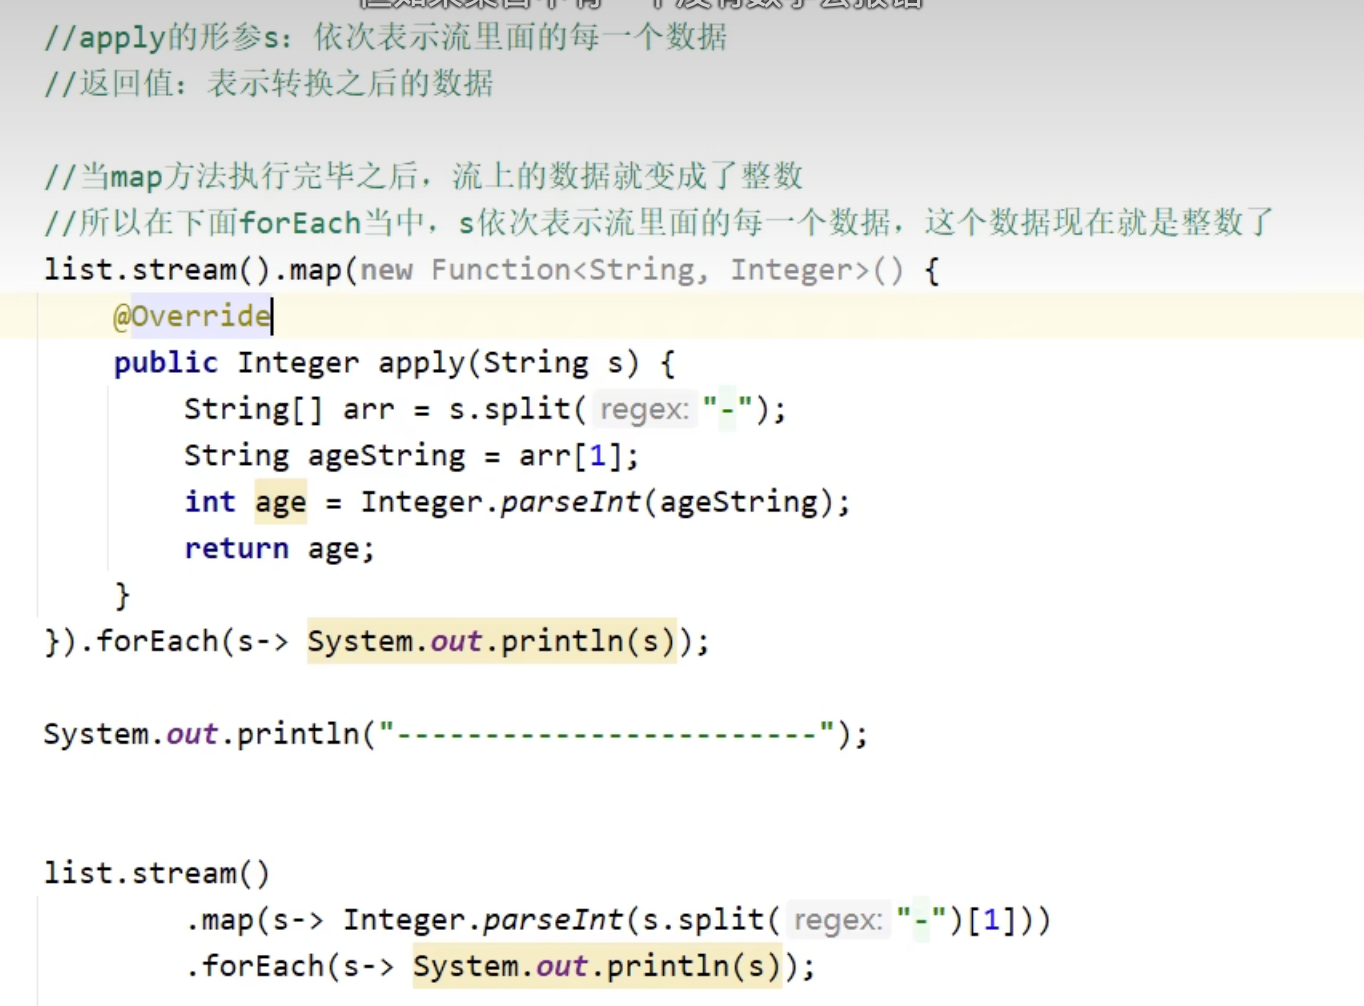 //apply的形参s：依次表示流里面的每一个数据
//返回值：表示转换之后的数据
//当map方法执行完毕之后，流上的数据就变成了整数
//所以在下面forEach当中，s依次表示流里面的每一个数据，这个数据现在就是整数了
list.stream().map(new Function<String, Integer>() {
@Override
public Integer apply(String s) {
String[] arr = s.split( regex: "-");
String ageString = arr[1];
int age = Integer.parseInt(ageString);
return age;
}
}).forEach(s-> System.out.println(s));
System.out.println("------------------------");
list.stream()
.map(s-> Integer.parseInt(s.split( regex: "-")[1]))
.forEach(s-> System.out.println(s));